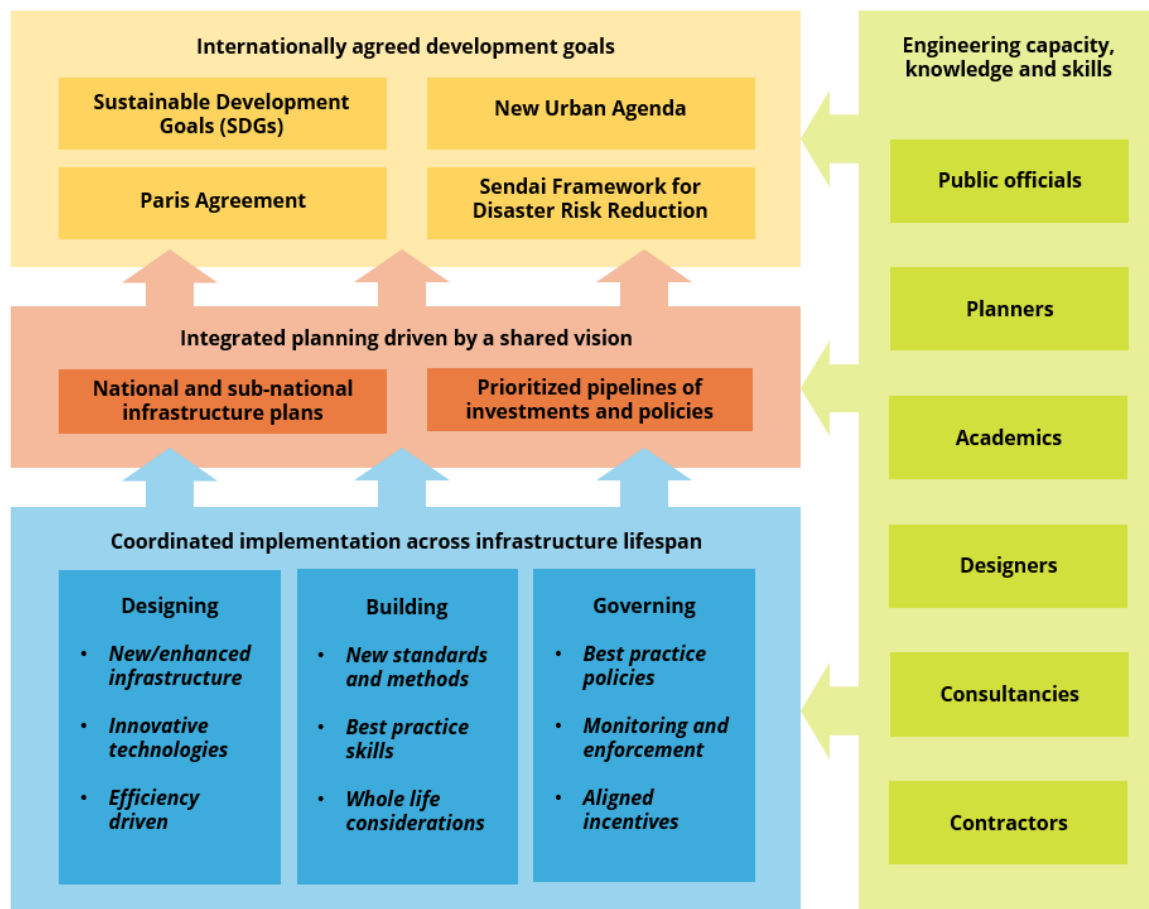 Internationally agreed development goals
Sustainable Development
Goals (SDGs)
New Urban Agenda
Paris Agreement
Sendai Framework for
Disaster Risk Reduction
Integrated planning driven by a shared vision
National and sub-national
infrastructure plans
Prioritized pipelines of
investments and policies
Coordinated implementation across infrastructure lifespan
Designing
• New/enhanced
infrastructure
• Innovative
technologies
• Efficiency
driven
Building
• New standards
and methods
• Best practice
skills
• Whole life
considerations
Governing
• Best practice
policies
• Monitoring and
enforcement
• Aligned
incentives
Engineering capacity,
knowledge and skills
Public officials
Planners
Academics
Designers
Consultancies
Contractors